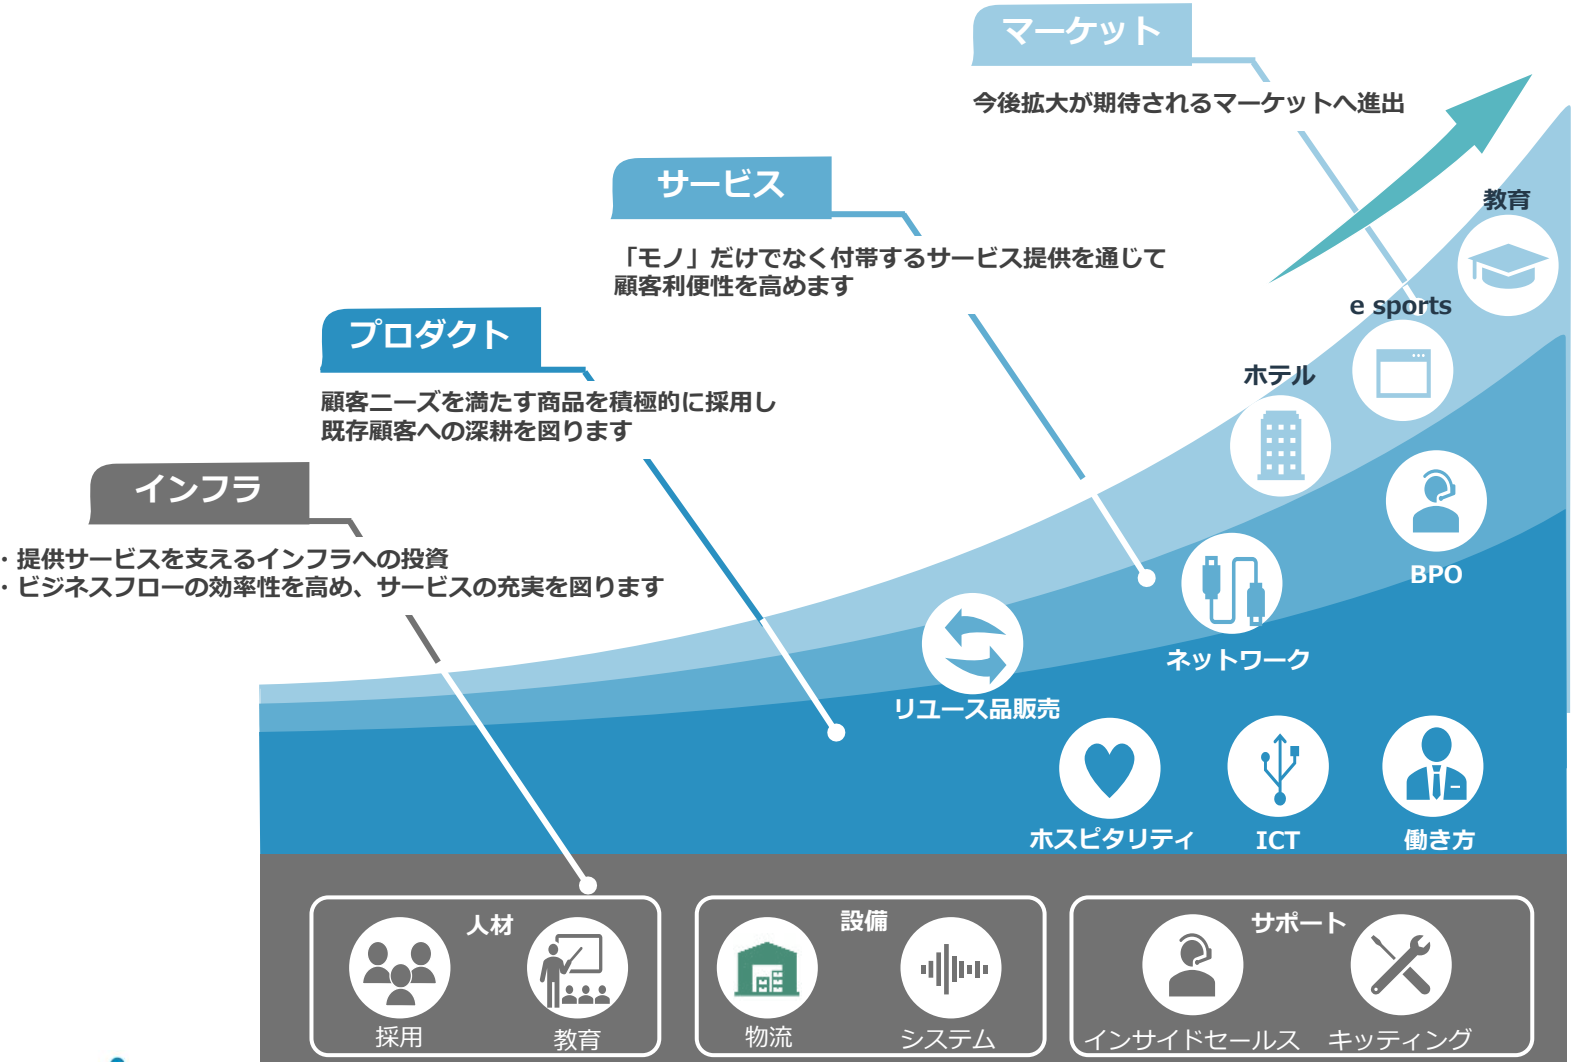 マーケット
今後拡大が期待されるマーケットへ進出
サービス
「モノ」だけでなく付帯するサービス提供を通じて
顧客利便性を高めます
プロダクト
顧客ニーズを満たす商品を積極的に採用し
既存顧客への深耕を図ります
インフラ
・提供サービスを支えるインフラへの投資
・ビジネスフローの効率性を高め、サービスの充実を図ります
教育
e sports
ホテル
BPO
ネットワーク
リユース品販売
ホスピタリティ
ICT
働き方
人材
採用
教育
設備
物流
システム
サポート
インサイドセールス
キッティング